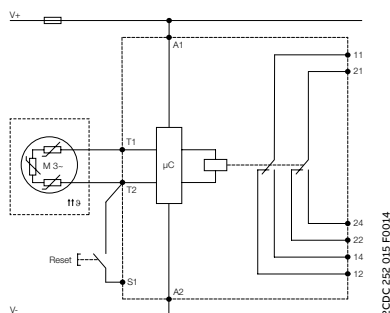 V+
A1
11
21
T1
M 3~
µC
T2
ϑ
24
22
Reset
14
S1
12
A2
V-
2CDC 252 015 F0014